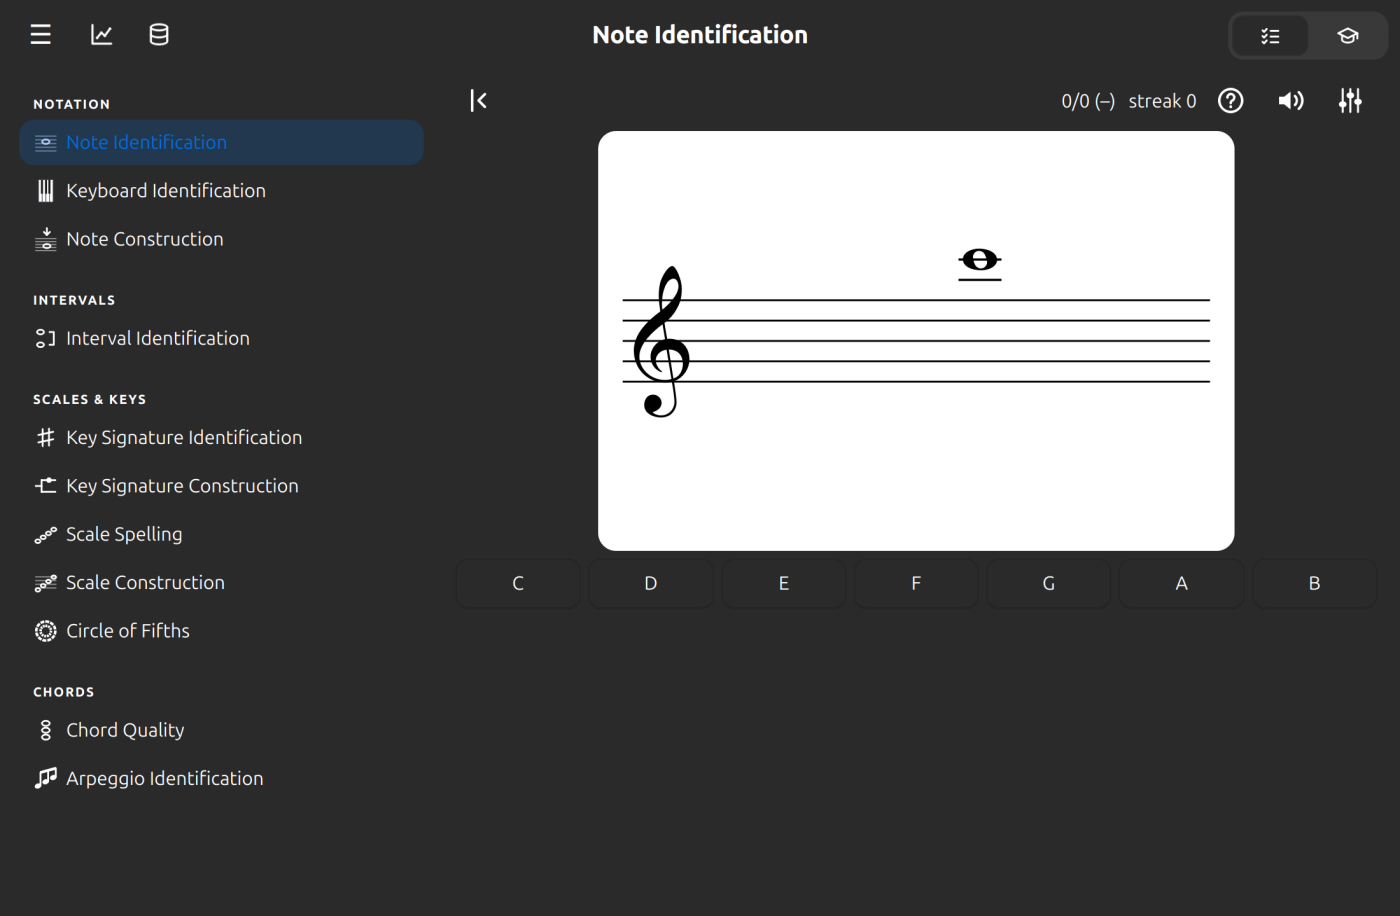 Note Identification
NOTATION
Note Identification
Keyboard Identification
Note Construction
INTERVALS
Interval Identification
SCALES & KEYS
Key Signature Identification
Key Signature Construction
Scale Spelling
Scale Construction
Circle of Fifths
CHORDS
Chord Quality
Arpeggio Identification
0/0 (–) streak 0
C D E F G A B